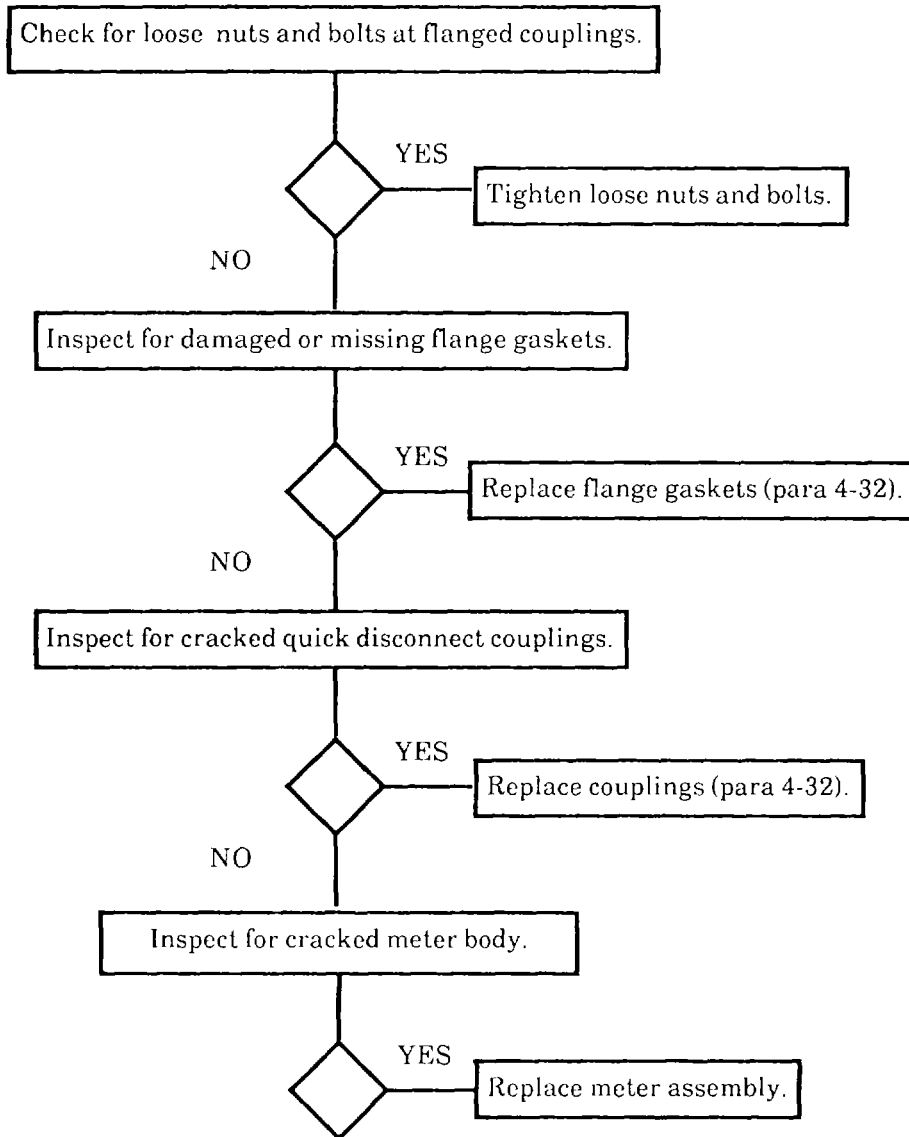 Check for loose nuts and bolts at flanged couplings.
YES
Tighten loose nuts and bolts.
NO
Inspect for damaged or missing flange gaskets.
YES
Replace flange gaskets (para 4-32).
NO
Inspect for cracked quick disconnect couplings.
YES
Replace couplings (para 4-32).
NO
Inspect for cracked meter body.
YES
Replace meter assembly.